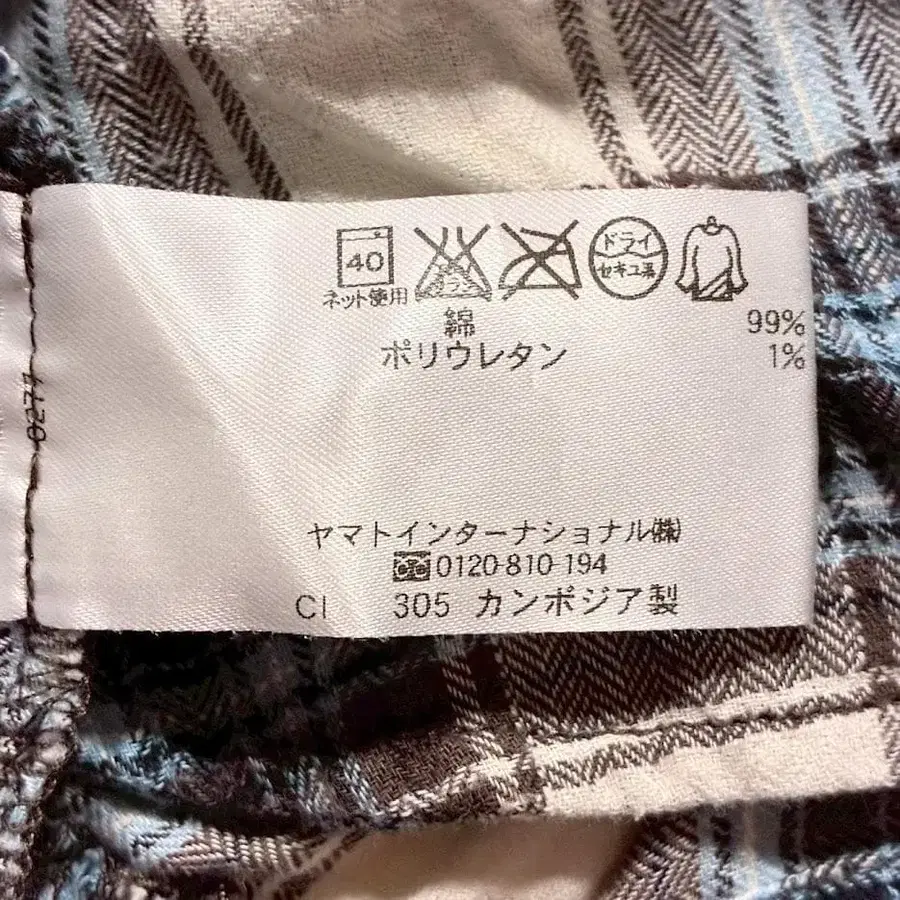 40
ネット使用
ドライ
セキユ系
綿 99%
ポリウレタン 1%
ヤマトインターナショナル㈱
0120-810-194
CI 305 カンボジア製
0277